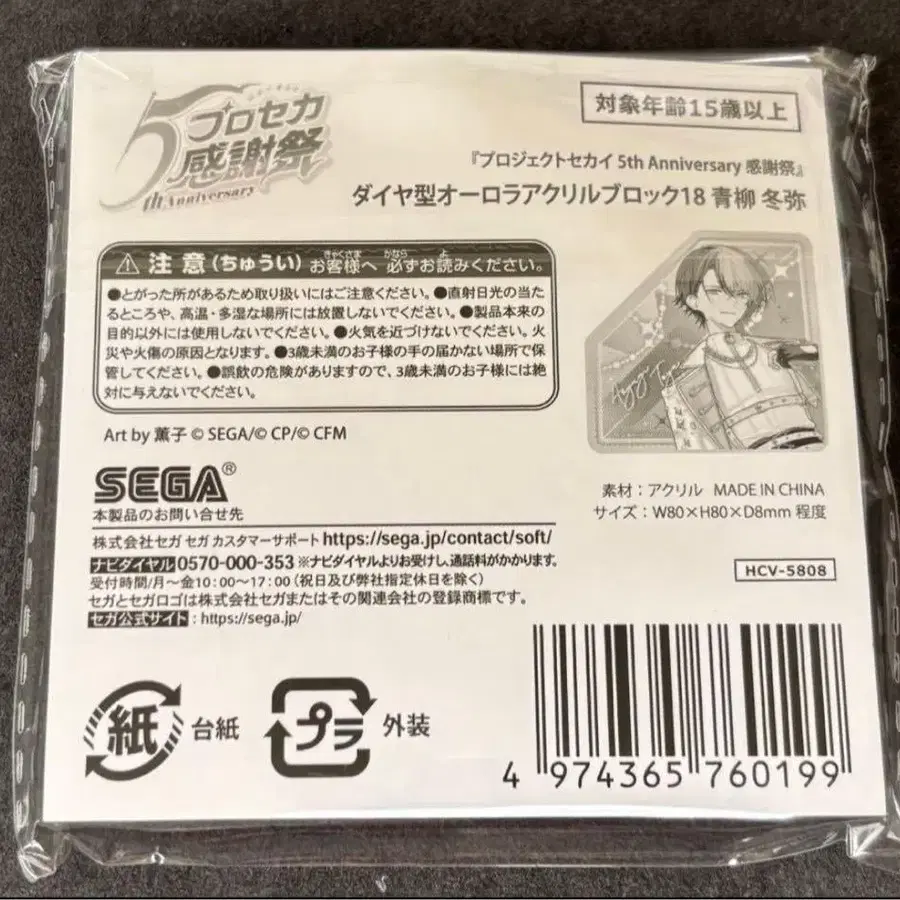 5th Anniversary
プロセカ
感謝祭
対象年齢15歳以上
『プロジェクトセカイ 5th Anniversary 感謝祭』
ダイヤ型オーロラアクリルブロック18 青柳 冬弥
⚠ 注意(ちゅうい) お客様へ 必ずお読みください。
●とがった所があるため取り扱いにはご注意ください。●直射日光の当た
るところや、高温・多湿な場所には放置しないでください。●製品本来の
目的以外には使用しないでください。●火気を近づけないでください。火
災や火傷の原因となります。●3歳未満のお子様の手の届かない場所で保
管してください。●誤飲の危険がありますので、3歳未満のお子様には絶
対に与えないでください。
Art by 薫子 © SEGA/© CP/© CFM
SEGA®
本製品のお問い合せ先
株式会社セガ セガ カスタマーサポート https://sega.jp/contact/soft/
ナビダイヤル 0570-000-353 ※ナビダイヤルよりお受けし、通話料がかかります。
受付時間/月～金10:00～17:00(祝日及び弊社指定休日を除く)
セガとセガロゴは株式会社セガまたはその関連会社の登録商標です。
セガ公式サイト : https://sega.jp/
素材:アクリル MADE IN CHINA
サイズ:W80×H80×D8mm 程度
HCV-5808
紙 台紙
プラ 外装
4 974365 760199